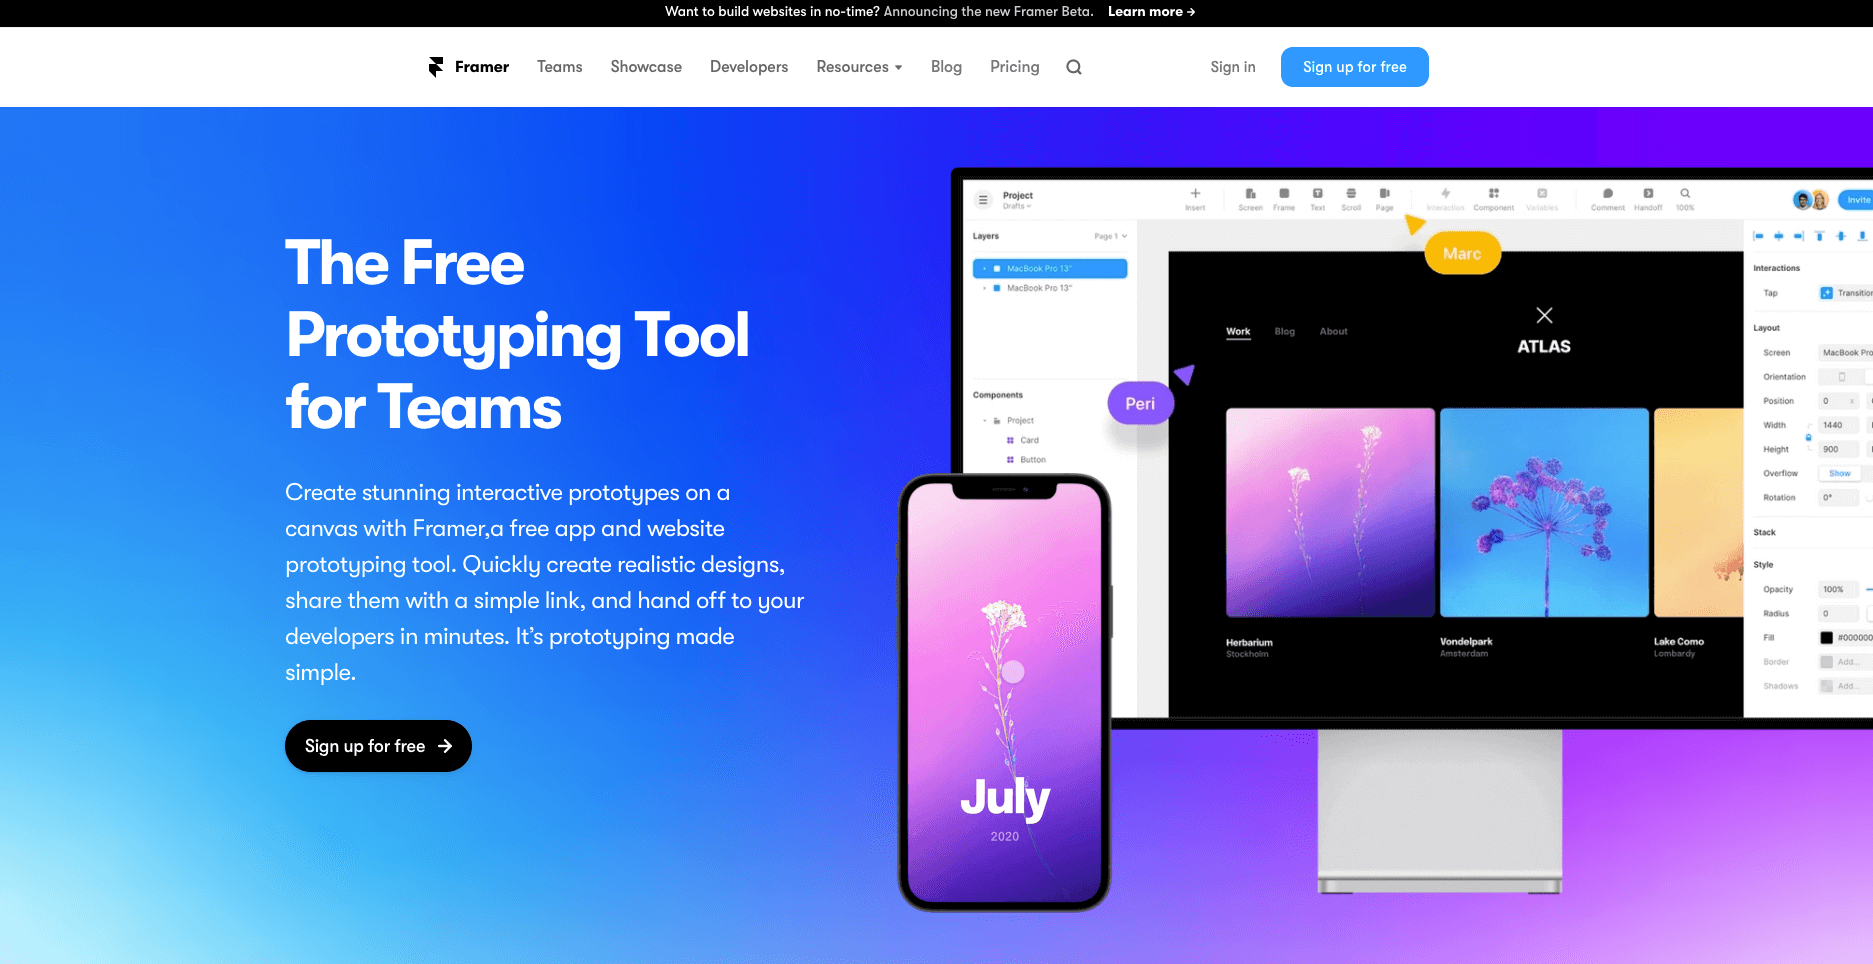 Want to build websites in no-time? Announcing the new Framer Beta. Learn more →
Framer Teams Showcase Developers Resources Blog Pricing Sign in Sign up for free
The Free
Prototyping Tool
for Teams
Create stunning interactive prototypes on a
canvas with Framer,a free app and website
prototyping tool. Quickly create realistic designs,
share them with a simple link, and hand off to your
developers in minutes. It's prototyping made
simple.
Sign up for free →
Project
Drafts
Insert Screen Frame Text Scroll Page Interaction Component Variables Comment Handoff 100%
Invite
Layers Page 1
MacBook Pro 13"
MacBook Pro 13"
Components
Project
Card
Button
Marc
Peri
Work Blog About
ATLAS
Herbarium
Stockholm
Vondelpark
Amsterdam
Lake Como
Lombardy
July
2020
Interactions
Tap Transition
Layout
Screen MacBook Pro
Orientation
Position 0 x
Width 1440
Height 900
Overflow Show
Rotation 0°
Stack
Style
Opacity 100%
Radius 0
Fill #000000
Border Add...
Shadows Add...